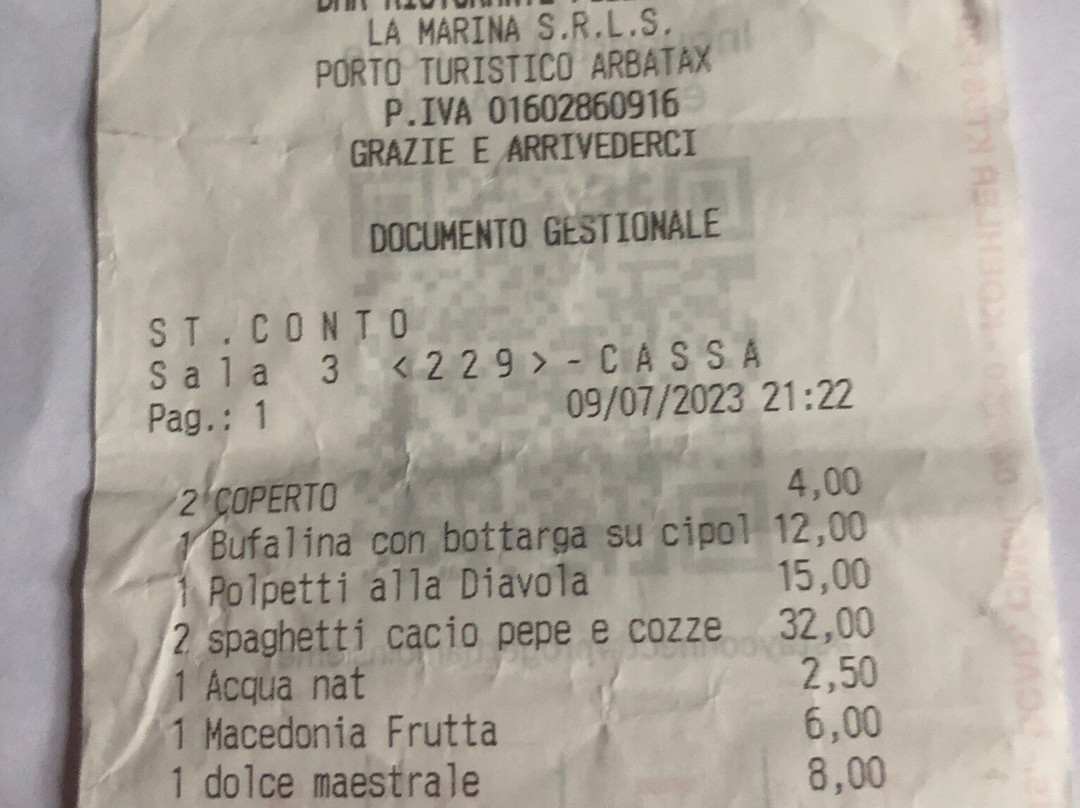 BAR RISTORANTE
LA MARINA S.R.L.S.
PORTO TURISTICO ARBATAX
P.IVA 01602860916
GRAZIE E ARRIVEDERCI
DOCUMENTO GESTIONALE
ST.CONTO
Sala 3 <229>-CASSA
Pag.: 1 09/07/2023 21:22
2 COPERTO 4,00
1 Bufalina con bottarga su cipol 12,00
1 Polpetti alla Diavola 15,00
2 spaghetti cacio pepe e cozze 32,00
1 Acqua nat 2,50
1 Macedonia Frutta 6,00
1 dolce maestrale 8,00